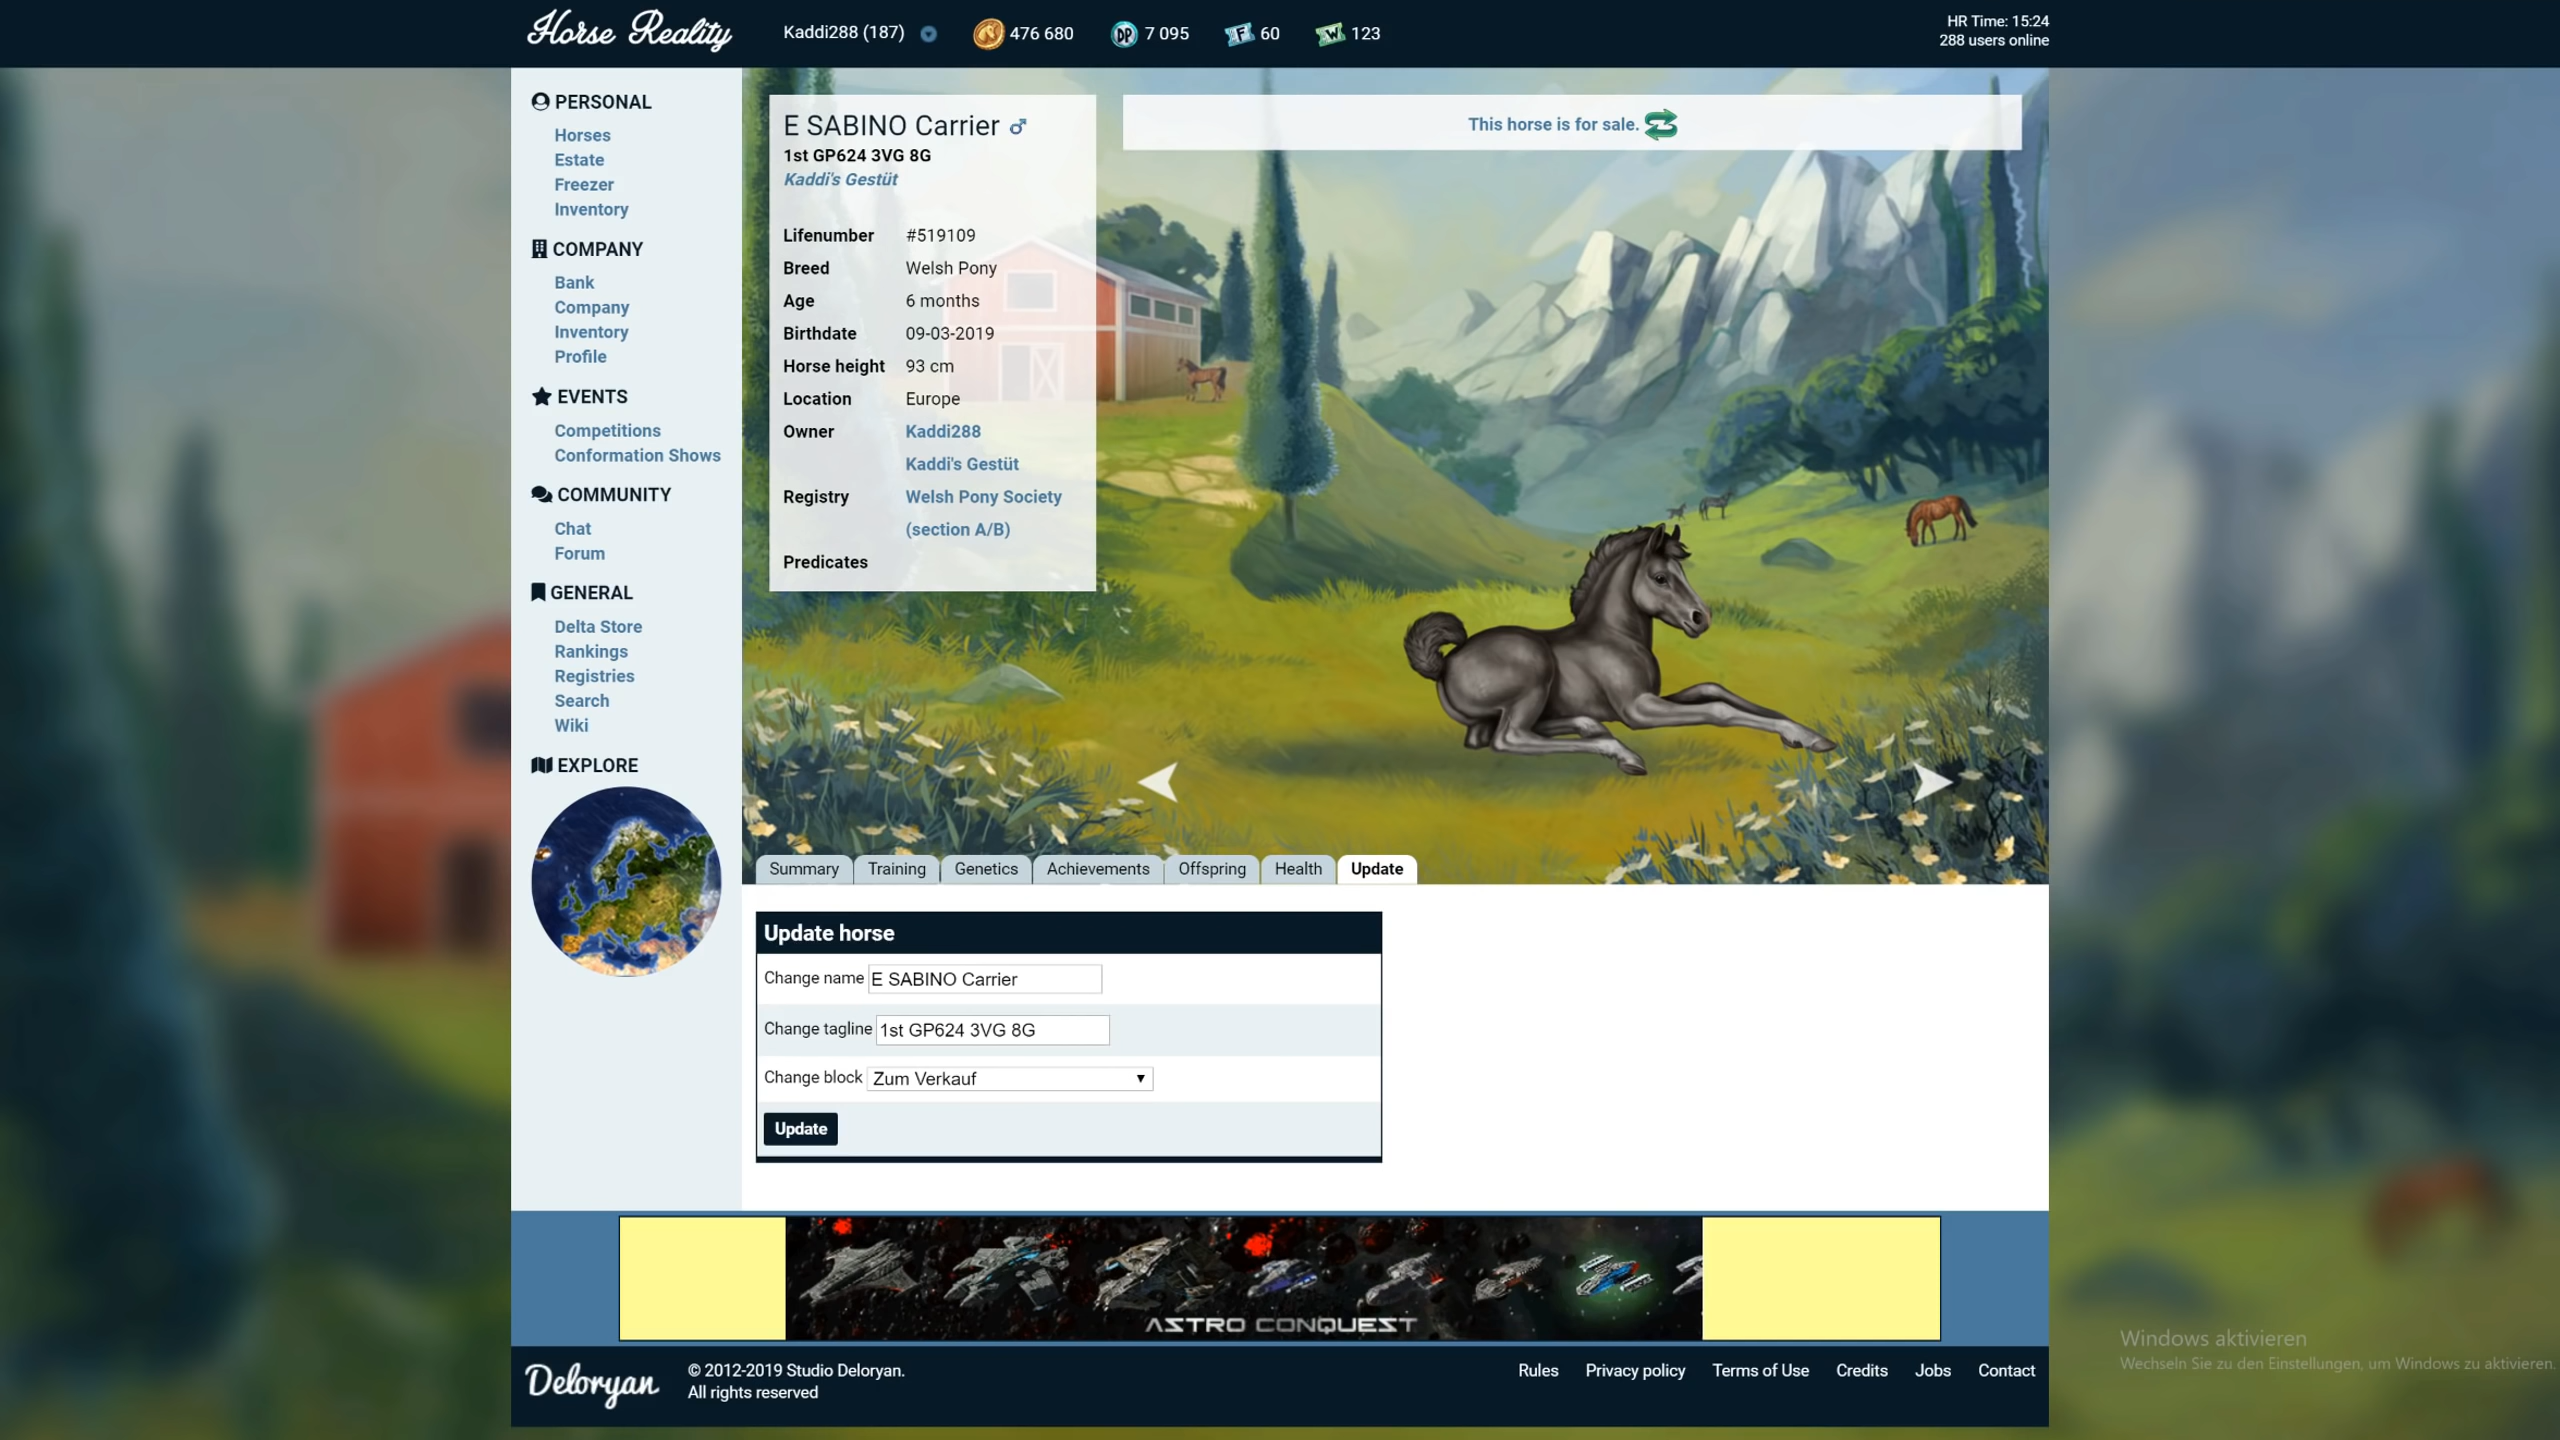 Horse Reality
Kaddi288 (187)
476 680
DP 7 095
F 60
W 123
HR Time: 15:24
288 users online
PERSONAL
Horses
Estate
Freezer
Inventory
COMPANY
Bank
Company
Inventory
Profile
EVENTS
Competitions
Conformation Shows
COMMUNITY
Chat
Forum
GENERAL
Delta Store
Rankings
Registries
Search
Wiki
EXPLORE
E SABINO Carrier ♂
1st GP624 3VG 8G
Kaddi's Gestüt
Lifenumber #519109
Breed Welsh Pony
Age 6 months
Birthdate 09-03-2019
Horse height 93 cm
Location Europe
Owner Kaddi288
Kaddi's Gestüt
Registry Welsh Pony Society
(section A/B)
Predicates
This horse is for sale.
Summary Training Genetics Achievements Offspring Health Update
Update horse
Change name E SABINO Carrier
Change tagline 1st GP624 3VG 8G
Change block Zum Verkauf
Update
ASTRO CONQUEST
Deloryan
© 2012-2019 Studio Deloryan.
All rights reserved
Rules Privacy policy Terms of Use Credits Jobs Contact
Windows aktivieren
Wechseln Sie zu den Einstellungen, um Windows zu aktivieren.